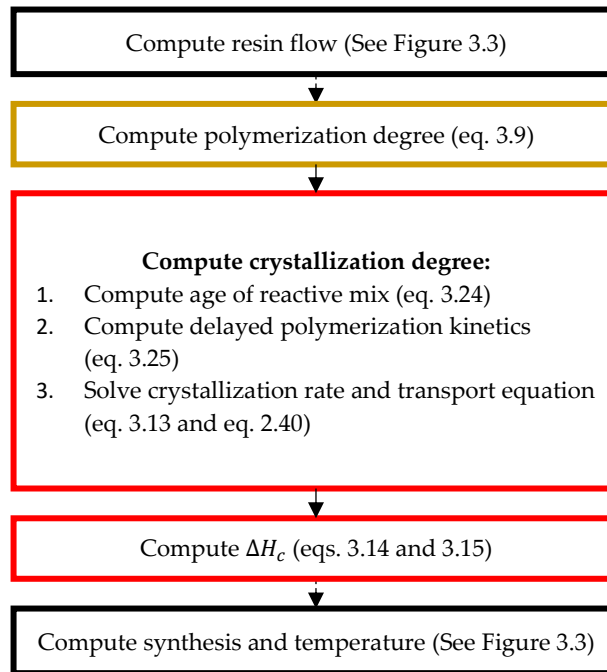 Compute resin flow (See Figure 3.3)
Compute polymerization degree (eq. 3.9)
Compute crystallization degree:
1. Compute age of reactive mix (eq. 3.24)
2. Compute delayed polymerization kinetics
(eq. 3.25)
3. Solve crystallization rate and transport equation
(eq. 3.13 and eq. 2.40)
Compute Δ𝐻𝑐 (eqs. 3.14 and 3.15)
Compute synthesis and temperature (See Figure 3.3)